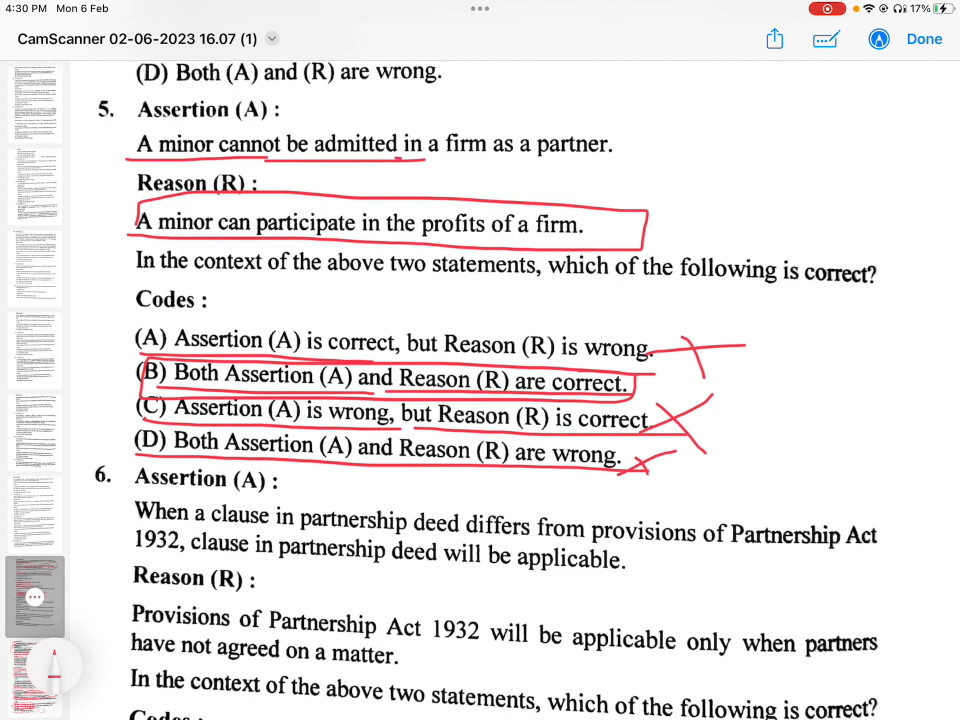 4:30 PM Mon 6 Feb
17%
CamScanner 02-06-2023 16.07 (1)
Done
(D) Both (A) and (R) are wrong.
5. Assertion (A) :
A minor cannot be admitted in a firm as a partner.
Reason (R) :
A minor can participate in the profits of a firm.
In the context of the above two statements, which of the following is correct?
Codes :
(A) Assertion (A) is correct, but Reason (R) is wrong.
(B) Both Assertion (A) and Reason (R) are correct.
(C) Assertion (A) is wrong, but Reason (R) is correct.
(D) Both Assertion (A) and Reason (R) are wrong.
6. Assertion (A) :
When a clause in partnership deed differs from provisions of Partnership Act
1932, clause in partnership deed will be applicable.
Reason (R) :
Provisions of Partnership Act 1932 will be applicable only when partners
have not agreed on a matter.
In the context of the above two statements, which of the following is correct?
Codes :